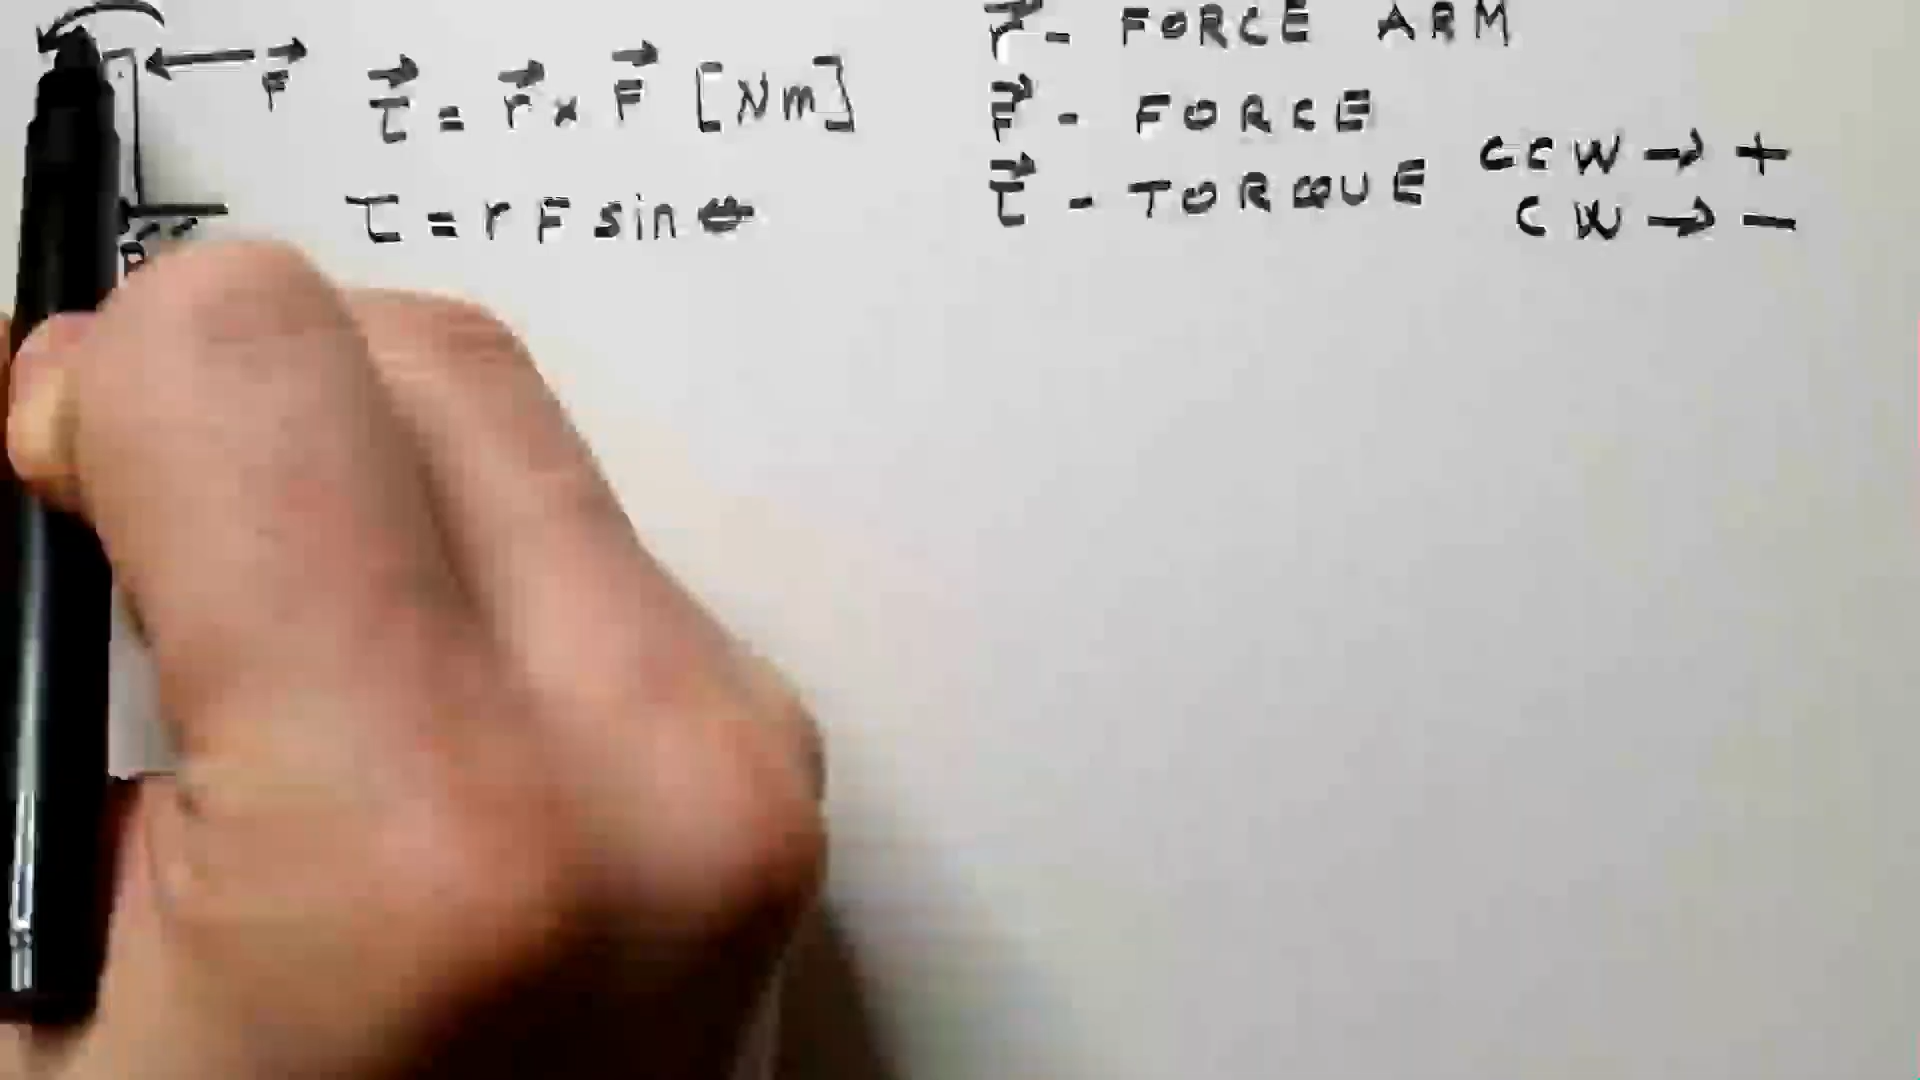 r⃗ - FORCE ARM
F⃗
τ⃗ = r⃗ × F⃗ [Nm]
F⃗ - FORCE
τ = r F sin θ
τ⃗ - TORQUE
CCW → +
CW → −